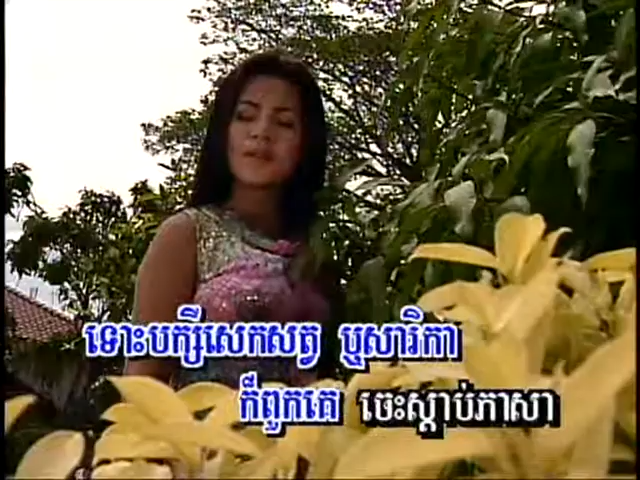 ទោះបក្សីសេកសត្វ ឬសារិកា
ក៏ពួកគេ ចេះស្ដាប់ភាសា